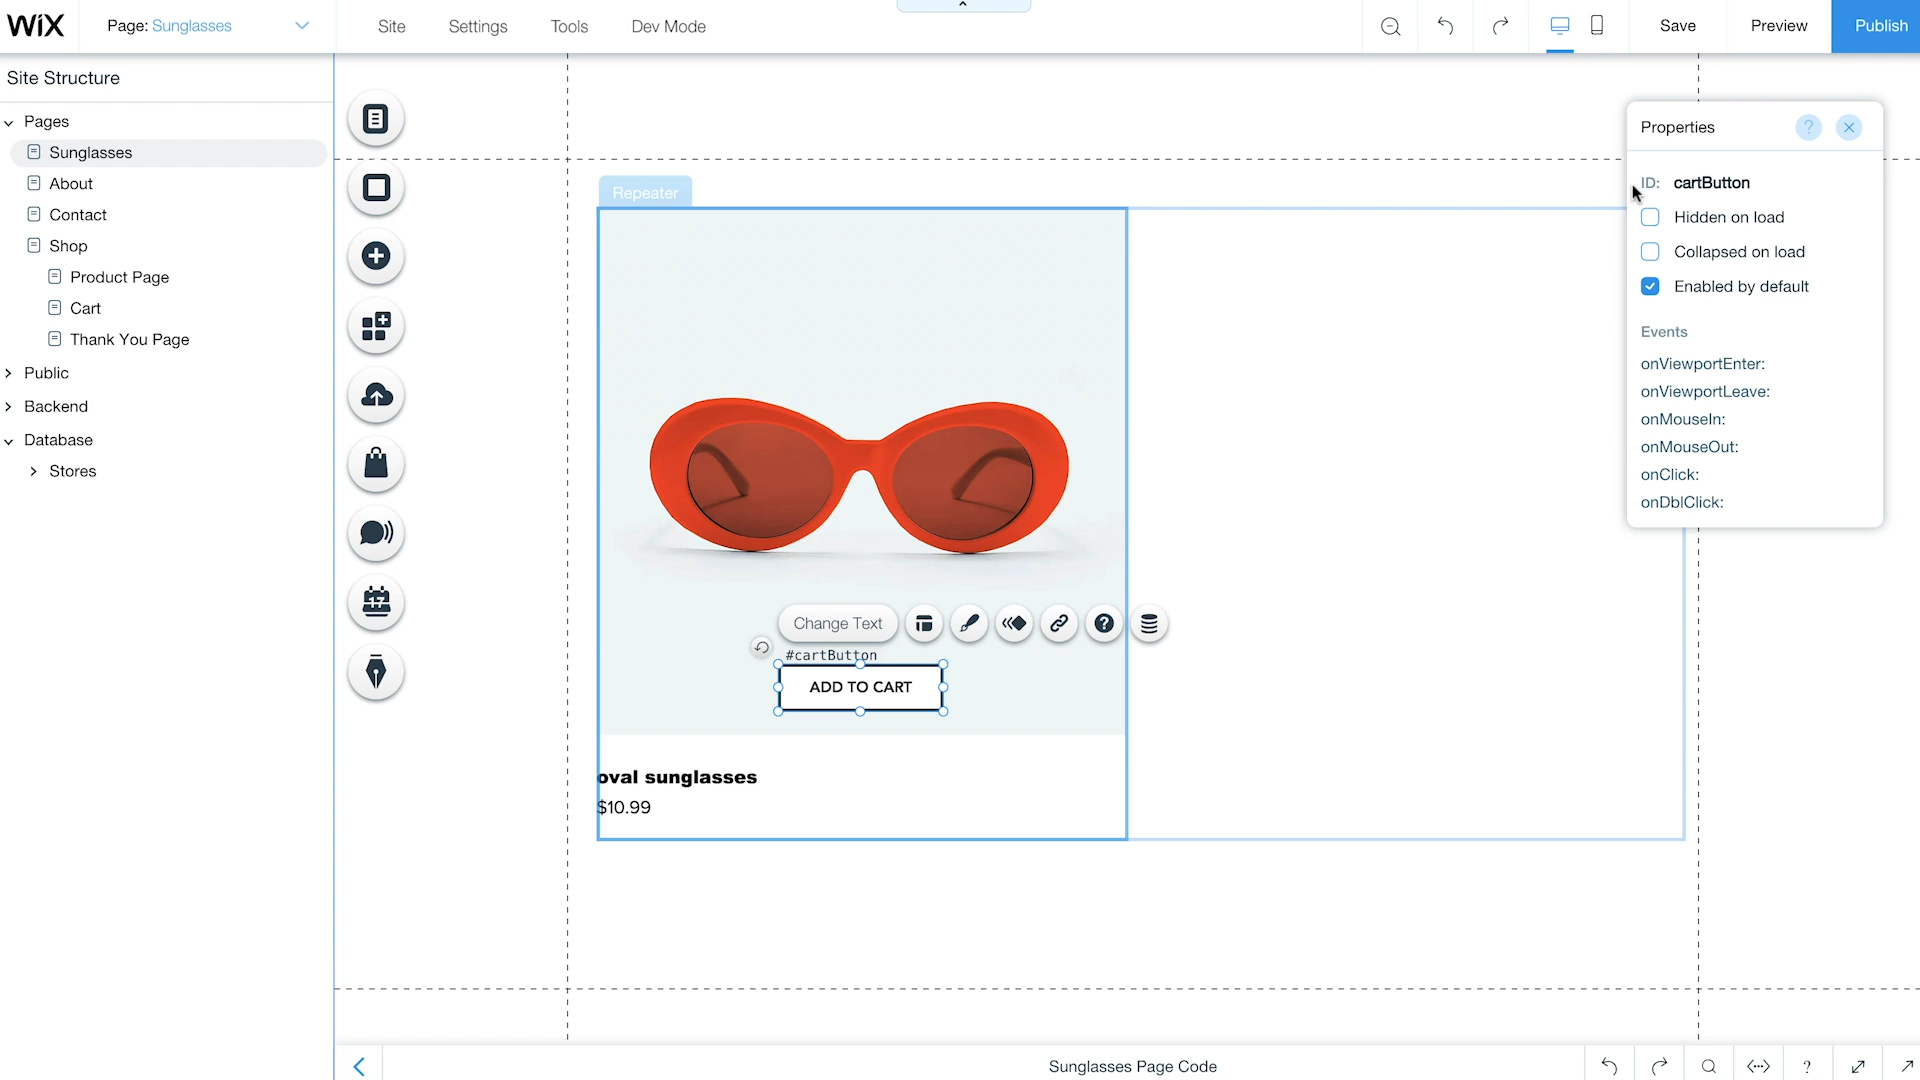 WiX
Page: Sunglasses
Site
Settings
Tools
Dev Mode
Save
Preview
Publish
Site Structure
Pages
Sunglasses
About
Contact
Shop
Product Page
Cart
Thank You Page
Public
Backend
Database
Stores
17
Repeater
Change Text
?
#cartButton
ADD TO CART
oval sunglasses
$10.99
Properties
?
ID: cartButton
Hidden on load
Collapsed on load
Enabled by default
Events
onViewportEnter:
onViewportLeave:
onMouseIn:
onMouseOut:
onClick:
onDblClick:
Sunglasses Page Code
?